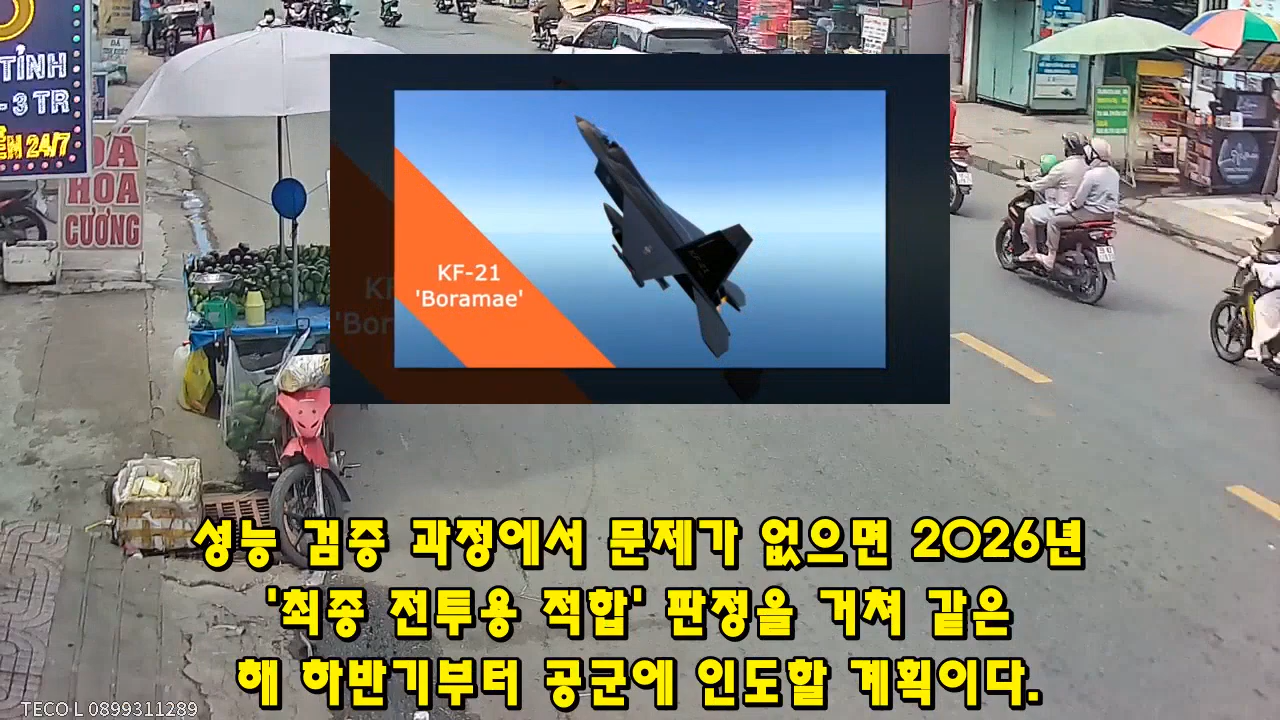 TỈNH
- 3 TR
ỀM 24/7
ĐÁ
HOA
CƯƠNG
KF-21
'Boramae'
성능 검증 과정에서 문제가 없으면 2026년
'최종 전투용 적합' 판정을 거쳐 같은
해 하반기부터 공군에 인도할 계획이다.
TECO L 0899311289